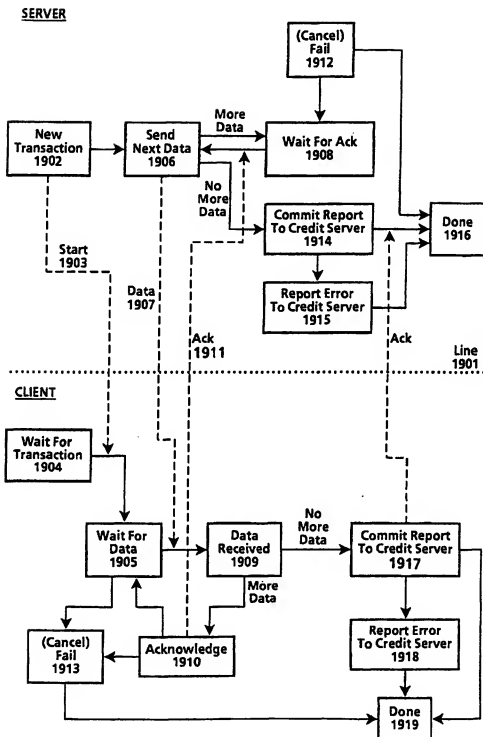 SERVER
(Cancel)
Fail
1912
New
Transaction
1902
Send
Next Data
1906
More
Data
Wait For Ack
1908
No More
Data
Commit Report
To Credit Server
1914
Done
1916
Start
1903
Data
1907
Report Error
To Credit Server
1915
Ack
1911
Ack
Line
1901
CLIENT
Wait For
Transaction
1904
Wait For
Data
1905
Data
Received
1909
No
More
Data
Commit Report
To Credit Server
1917
More
Data
(Cancel)
Fail
1913
Acknowledge
1910
Report Error
To Credit Server
1918
Done
1919